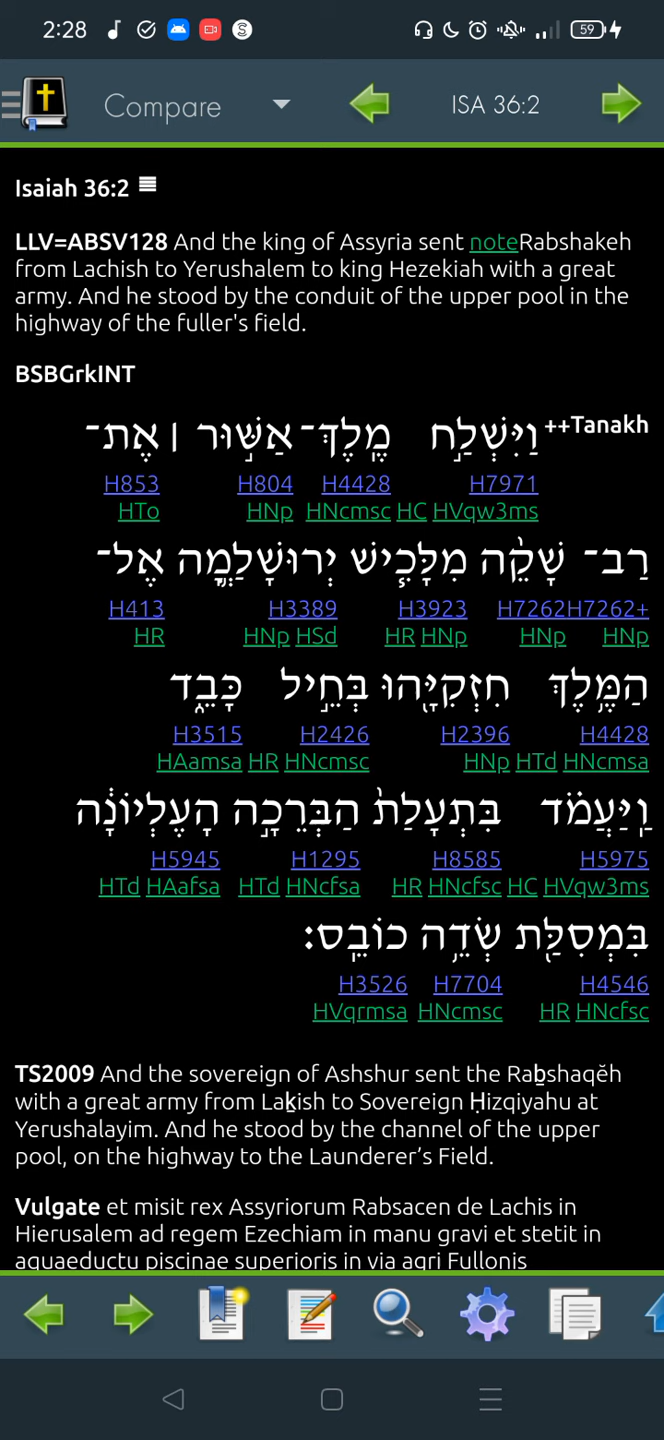 2:28
59
Compare
ISA 36:2
Isaiah 36:2
LLV=ABSV128 And the king of Assyria sent noteRabshakeh
from Lachish to Yerushalem to king Hezekiah with a great
army. And he stood by the conduit of the upper pool in the
highway of the fuller's field.
BSBGrkINT
++Tanakh וַיִּשְׁלַ֣ח מֶֽלֶךְ־ אַשּׁ֣וּר ׀ אֶת־
H853 H804 H4428 H7971
HTo HNp HNcmsc HC HVqw3ms
רַב־ שָׁקֵ֨ה מִלָּכִ֧ישׁ יְרוּשָׁלְַ֛מָה אֶל־
H413 H3389 H3923 H7262H7262+
HR HNp HSd HR HNp HNp HNp
הַמֶּ֥לֶךְ חִזְקִיָּ֖הוּ בְּחֵ֣יל כָּבֵ֑ד
H3515 H2426 H2396 H4428
HAamsa HR HNcmsc HNp HTd HNcmsa
וַֽיַּעֲמֹ֗ד בִּתְעָלַת֙ הַבְּרֵכָ֣ה הָעֶלְיוֹנָ֔ה
H5945 H1295 H8585 H5975
HTd HAafsa HTd HNcfsa HR HNcfsc HC HVqw3ms
בִּמְסִלַּ֖ת שְׂדֵ֥ה כוֹבֵֽס׃
H3526 H7704 H4546
HVqrmsa HNcmsc HR HNcfsc
TS2009 And the sovereign of Ashshur sent the Raḇshaqĕh
with a great army from Laḵish to Sovereign Ḥizqiyahu at
Yerushalayim. And he stood by the channel of the upper
pool, on the highway to the Launderer’s Field.
Vulgate et misit rex Assyriorum Rabsacen de Lachis in
Hierusalem ad regem Ezechiam in manu gravi et stetit in
aquaeductu piscinae superioris in via agri Fullonis